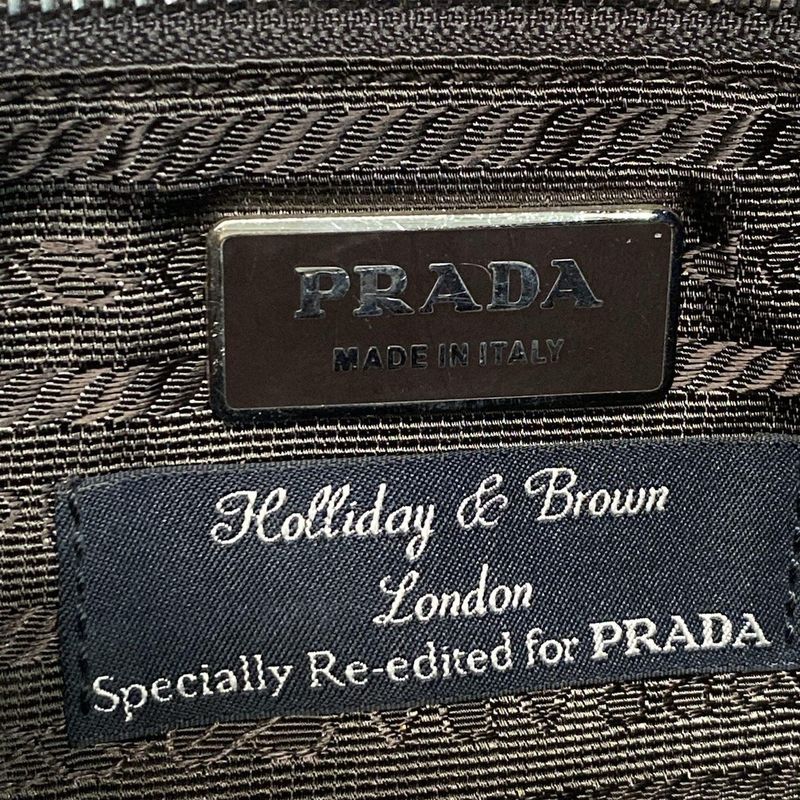 PRADA
MADE IN ITALY
Holliday & Brown
London
Specially Re-edited for PRADA